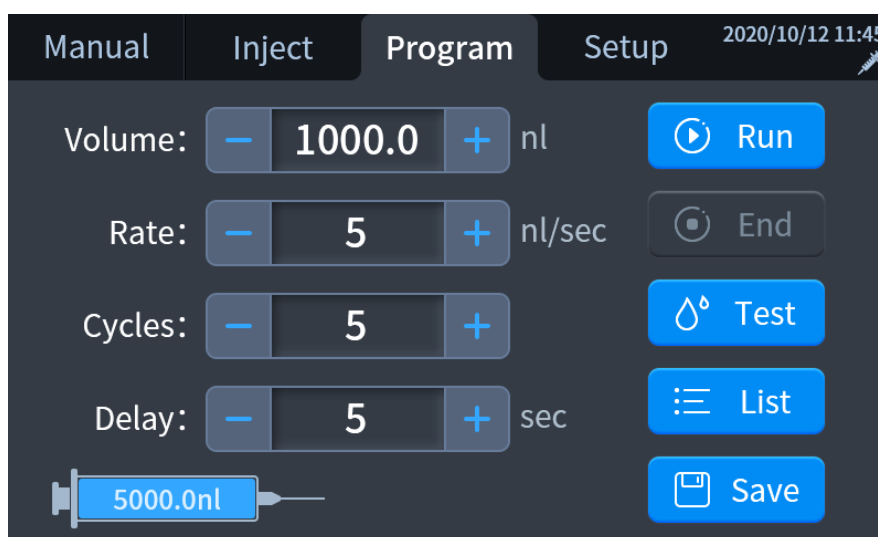 Manual Inject Program Setup 2020/10/12 11:45
Volume: − 1000.0 + nl Run
Rate: − 5 + nl/sec End
Cycles: − 5 + Test
Delay: − 5 + sec List
5000.0nl Save